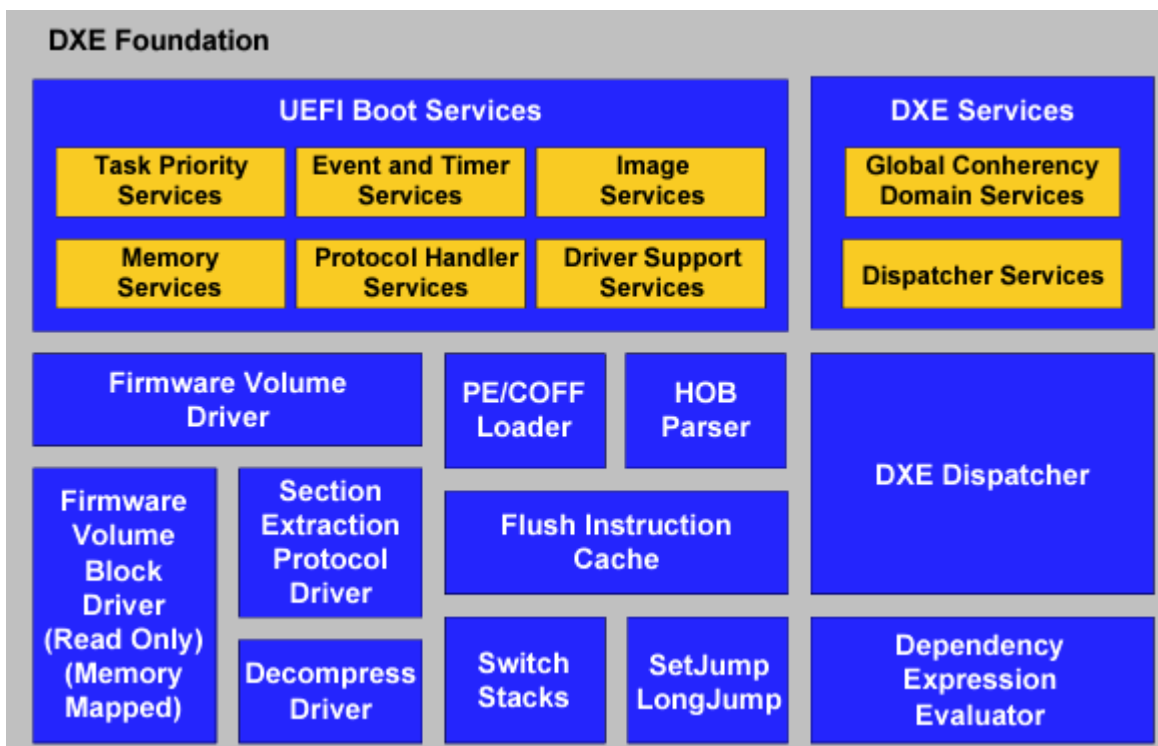 DXE Foundation
UEFI Boot Services
Task Priority
Services
Event and Timer
Services
Image
Services
Memory
Services
Protocol Handler
Services
Driver Support
Services
DXE Services
Global Conherency
Domain Services
Dispatcher Services
Firmware Volume
Driver
PE/COFF
Loader
HOB
Parser
DXE Dispatcher
Firmware
Volume
Block
Driver
(Read Only)
(Memory
Mapped)
Section
Extraction
Protocol
Driver
Flush Instruction
Cache
Decompress
Driver
Switch
Stacks
SetJump
LongJump
Dependency
Expression
Evaluator